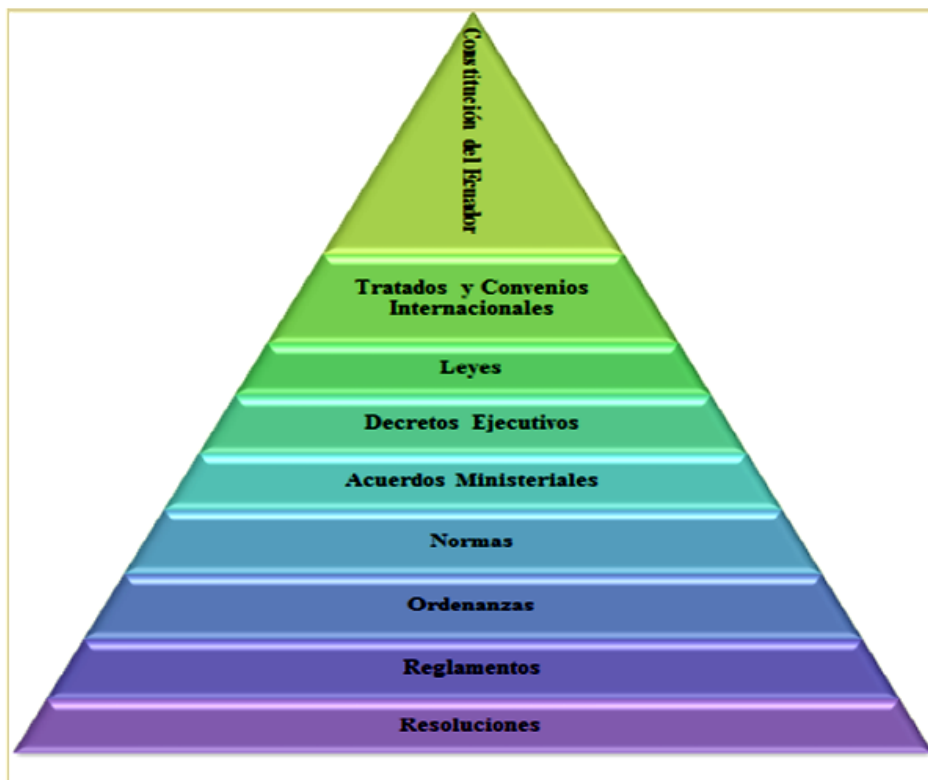 Constitución del Ecuador
Tratados y Convenios
Internacionales
Leyes
Decretos Ejecutivos
Acuerdos Ministeriales
Normas
Ordenanzas
Reglamentos
Resoluciones